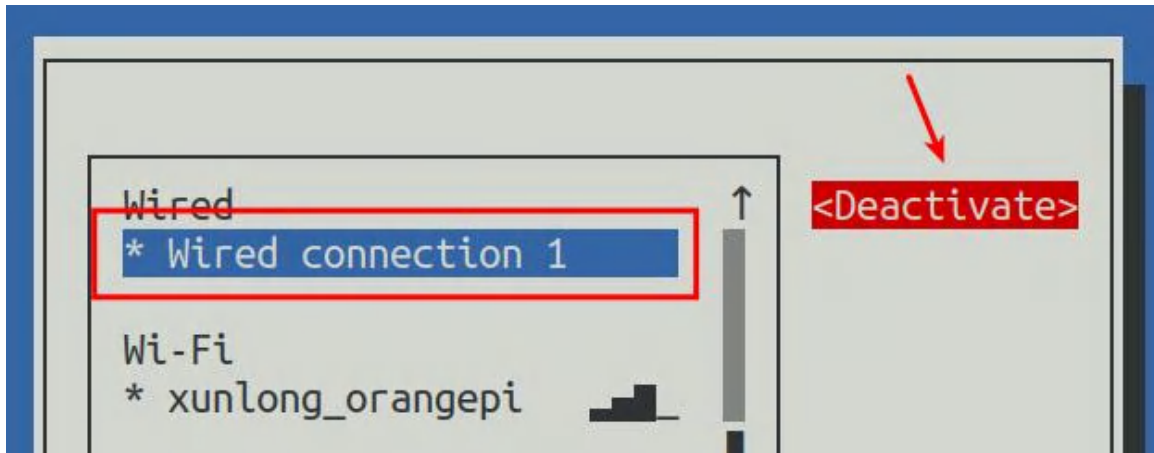 Wired
<Deactivate>
* Wired connection 1
Wi-Fi
* xunlong_orangepi